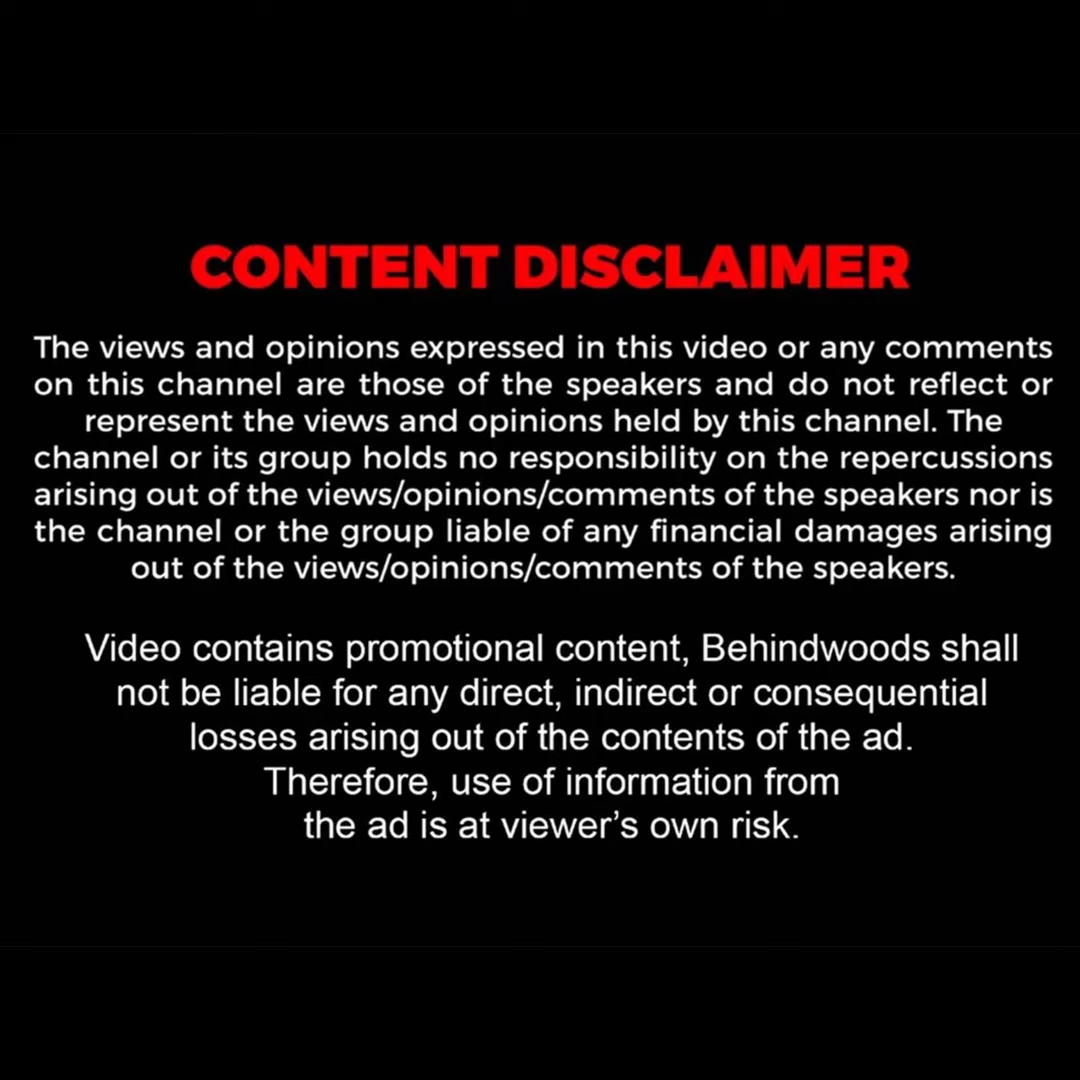 CONTENT DISCLAIMER
The views and opinions expressed in this video or any comments
on this channel are those of the speakers and do not reflect or
represent the views and opinions held by this channel. The
channel or its group holds no responsibility on the repercussions
arising out of the views/opinions/comments of the speakers nor is
the channel or the group liable of any financial damages arising
out of the views/opinions/comments of the speakers.
Video contains promotional content, Behindwoods shall
not be liable for any direct, indirect or consequential
losses arising out of the contents of the ad.
Therefore, use of information from
the ad is at viewer’s own risk.